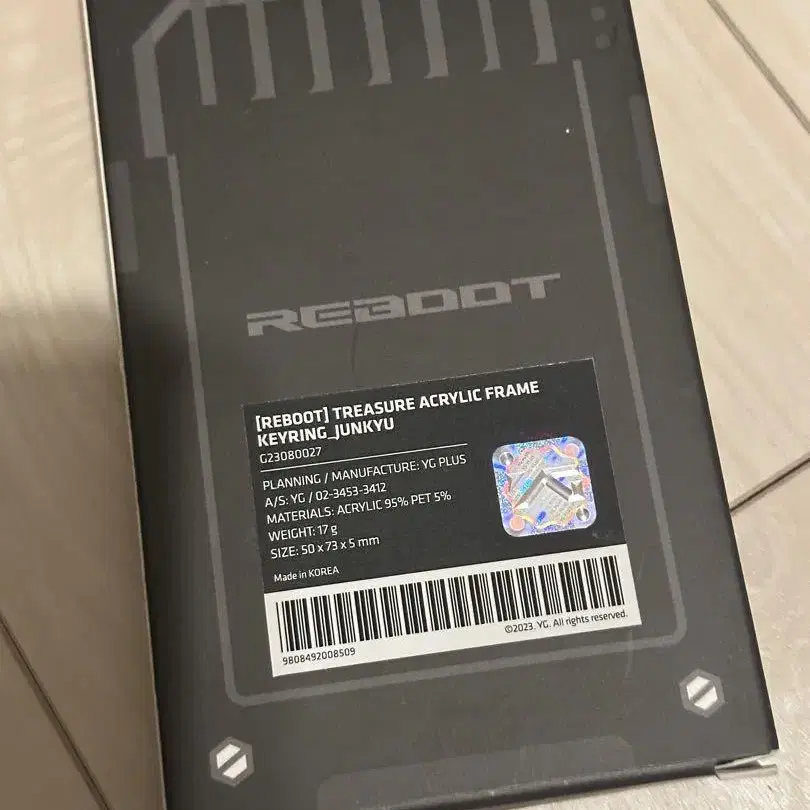 REBOOT
[REBOOT] TREASURE ACRYLIC FRAME
KEYRING_JUNKYU
G23080027
PLANNING / MANUFACTURE: YG PLUS
A/S: YG / 02-3453-3412
MATERIALS: ACRYLIC 95% PET 5%
WEIGHT: 17 g
SIZE: 50 x 73 x 5 mm
Made in KOREA
9808492008509
©2023. YG. All rights reserved.